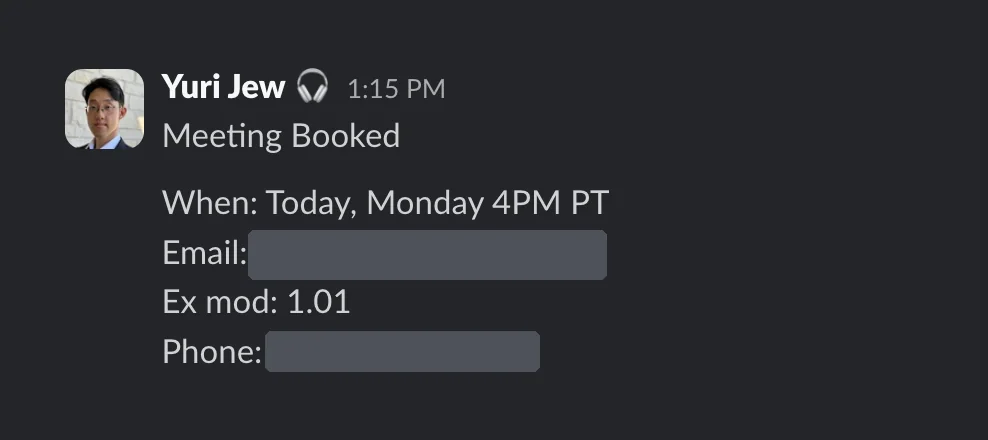 Yuri Jew 1:15 PM
Meeting Booked
When: Today, Monday 4PM PT
Email:
Ex mod: 1.01
Phone: